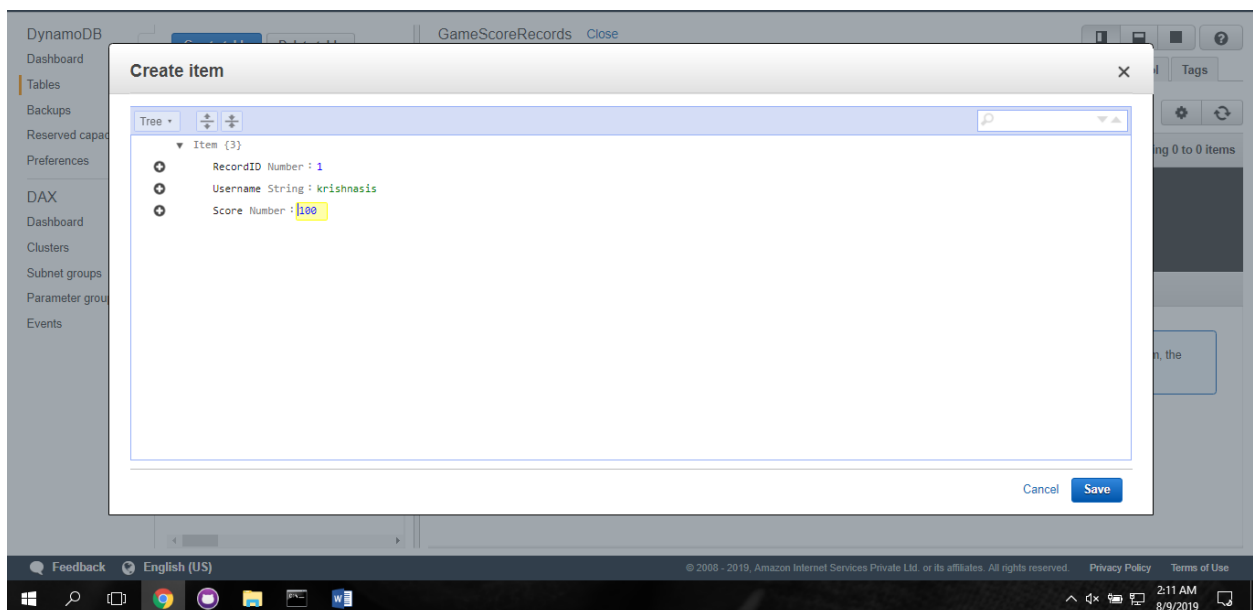 DynamoDB
Dashboard
Tables
Backups
Reserved capac
Preferences
DAX
Dashboard
Clusters
Subnet groups
Parameter grou
Events
GameScoreRecords Close
Tags
ing 0 to 0 items
n, the
Create item
Tree
Item {3}
RecordID Number : 1
Username String : krishnasis
Score Number : 100
Cancel Save
Feedback English (US)
© 2008 - 2019, Amazon Internet Services Private Ltd. or its affiliates. All rights reserved. Privacy Policy Terms of Use
2:11 AM
8/9/2019